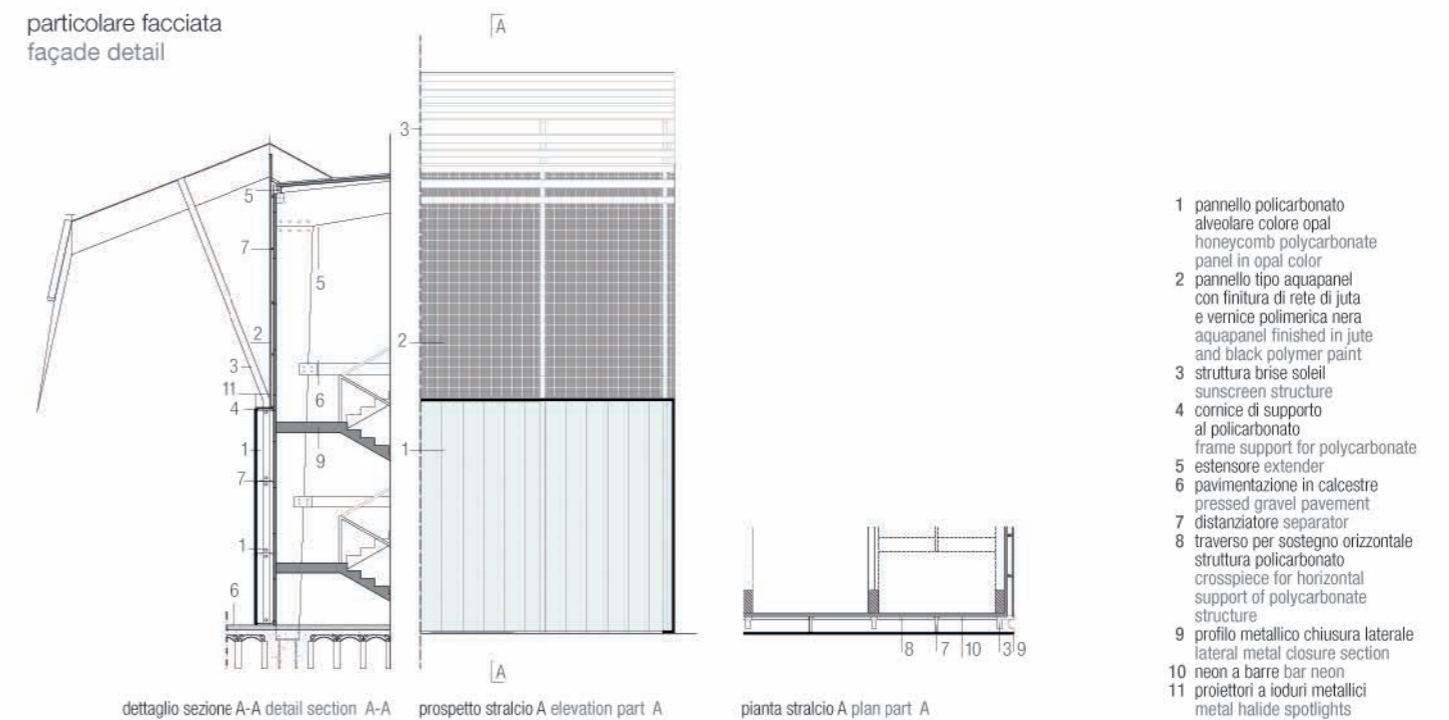 particolare facciata
façade detail
A
3
5
7
5
2
2
3
11
6
4
1
1
9
7
1
6
8 7 10 3 9
A
dettaglio sezione A-A detail section A-A
prospetto stralcio A elevation part A
pianta stralcio A plan part A
1 pannello policarbonato
alveolare colore opal
honeycomb polycarbonate
panel in opal color
2 pannello tipo aquapanel
con finitura di rete di juta
e vernice polimerica nera
aquapanel finished in jute
and black polymer paint
3 struttura brise soleil
sunscreen structure
4 cornice di supporto
al policarbonato
frame support for polycarbonate
5 estensore extender
6 pavimentazione in calcestre
pressed gravel pavement
7 distanziatore separator
8 traverso per sostegno orizzontale
struttura policarbonato
crosspiece for horizontal
support of polycarbonate
structure
9 profilo metallico chiusura laterale
lateral metal closure section
10 neon a barre bar neon
11 proiettori a ioduri metallici
metal halide spotlights